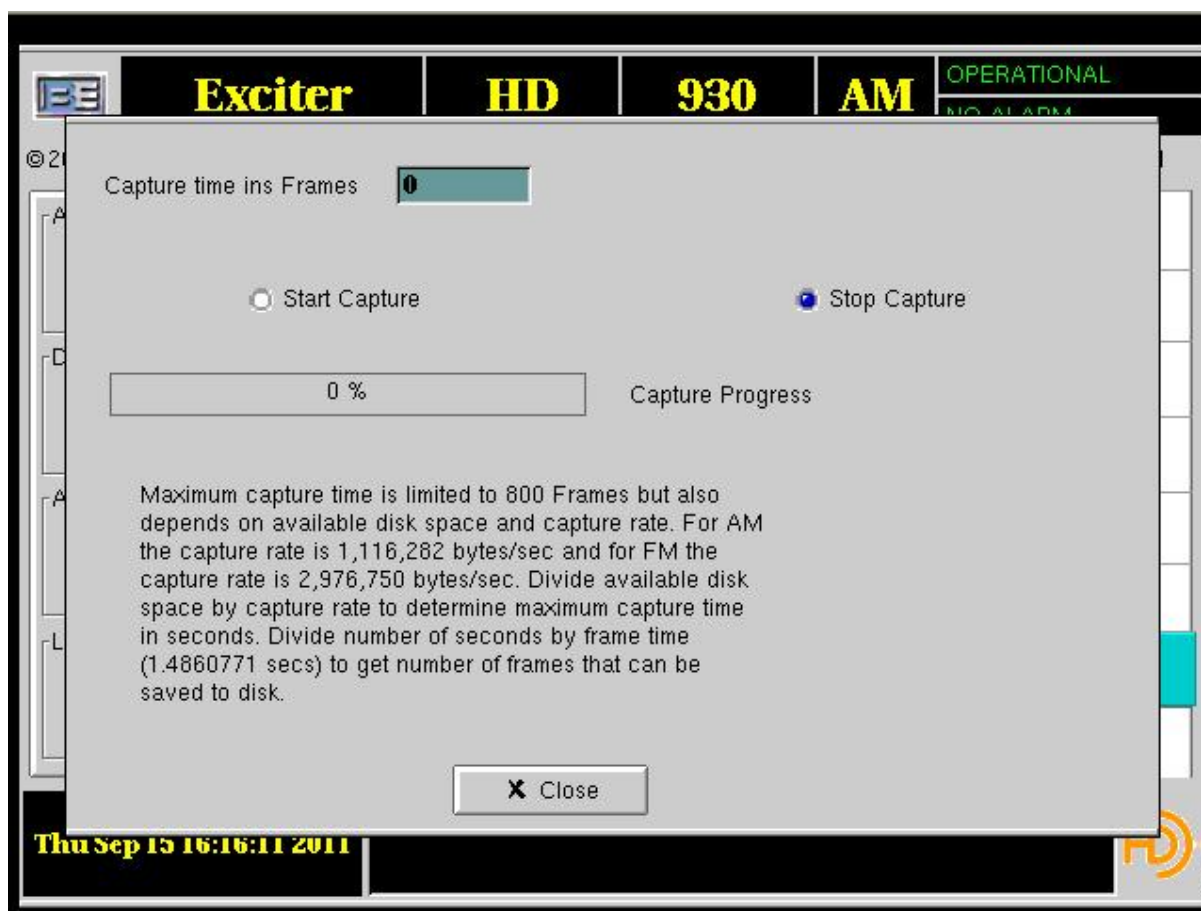 BE
Exciter HD 930 AM OPERATIONAL
NO ALARM
©20
Capture time ins Frames 0
A
Start Capture Stop Capture
D
0 % Capture Progress
A
Maximum capture time is limited to 800 Frames but also
depends on available disk space and capture rate. For AM
the capture rate is 1,116,282 bytes/sec and for FM the
capture rate is 2,976,750 bytes/sec. Divide available disk
space by capture rate to determine maximum capture time
L
in seconds. Divide number of seconds by frame time
(1.4860771 secs) to get number of frames that can be
saved to disk.
X Close
Thu Sep 15 16:16:11 2011
HD